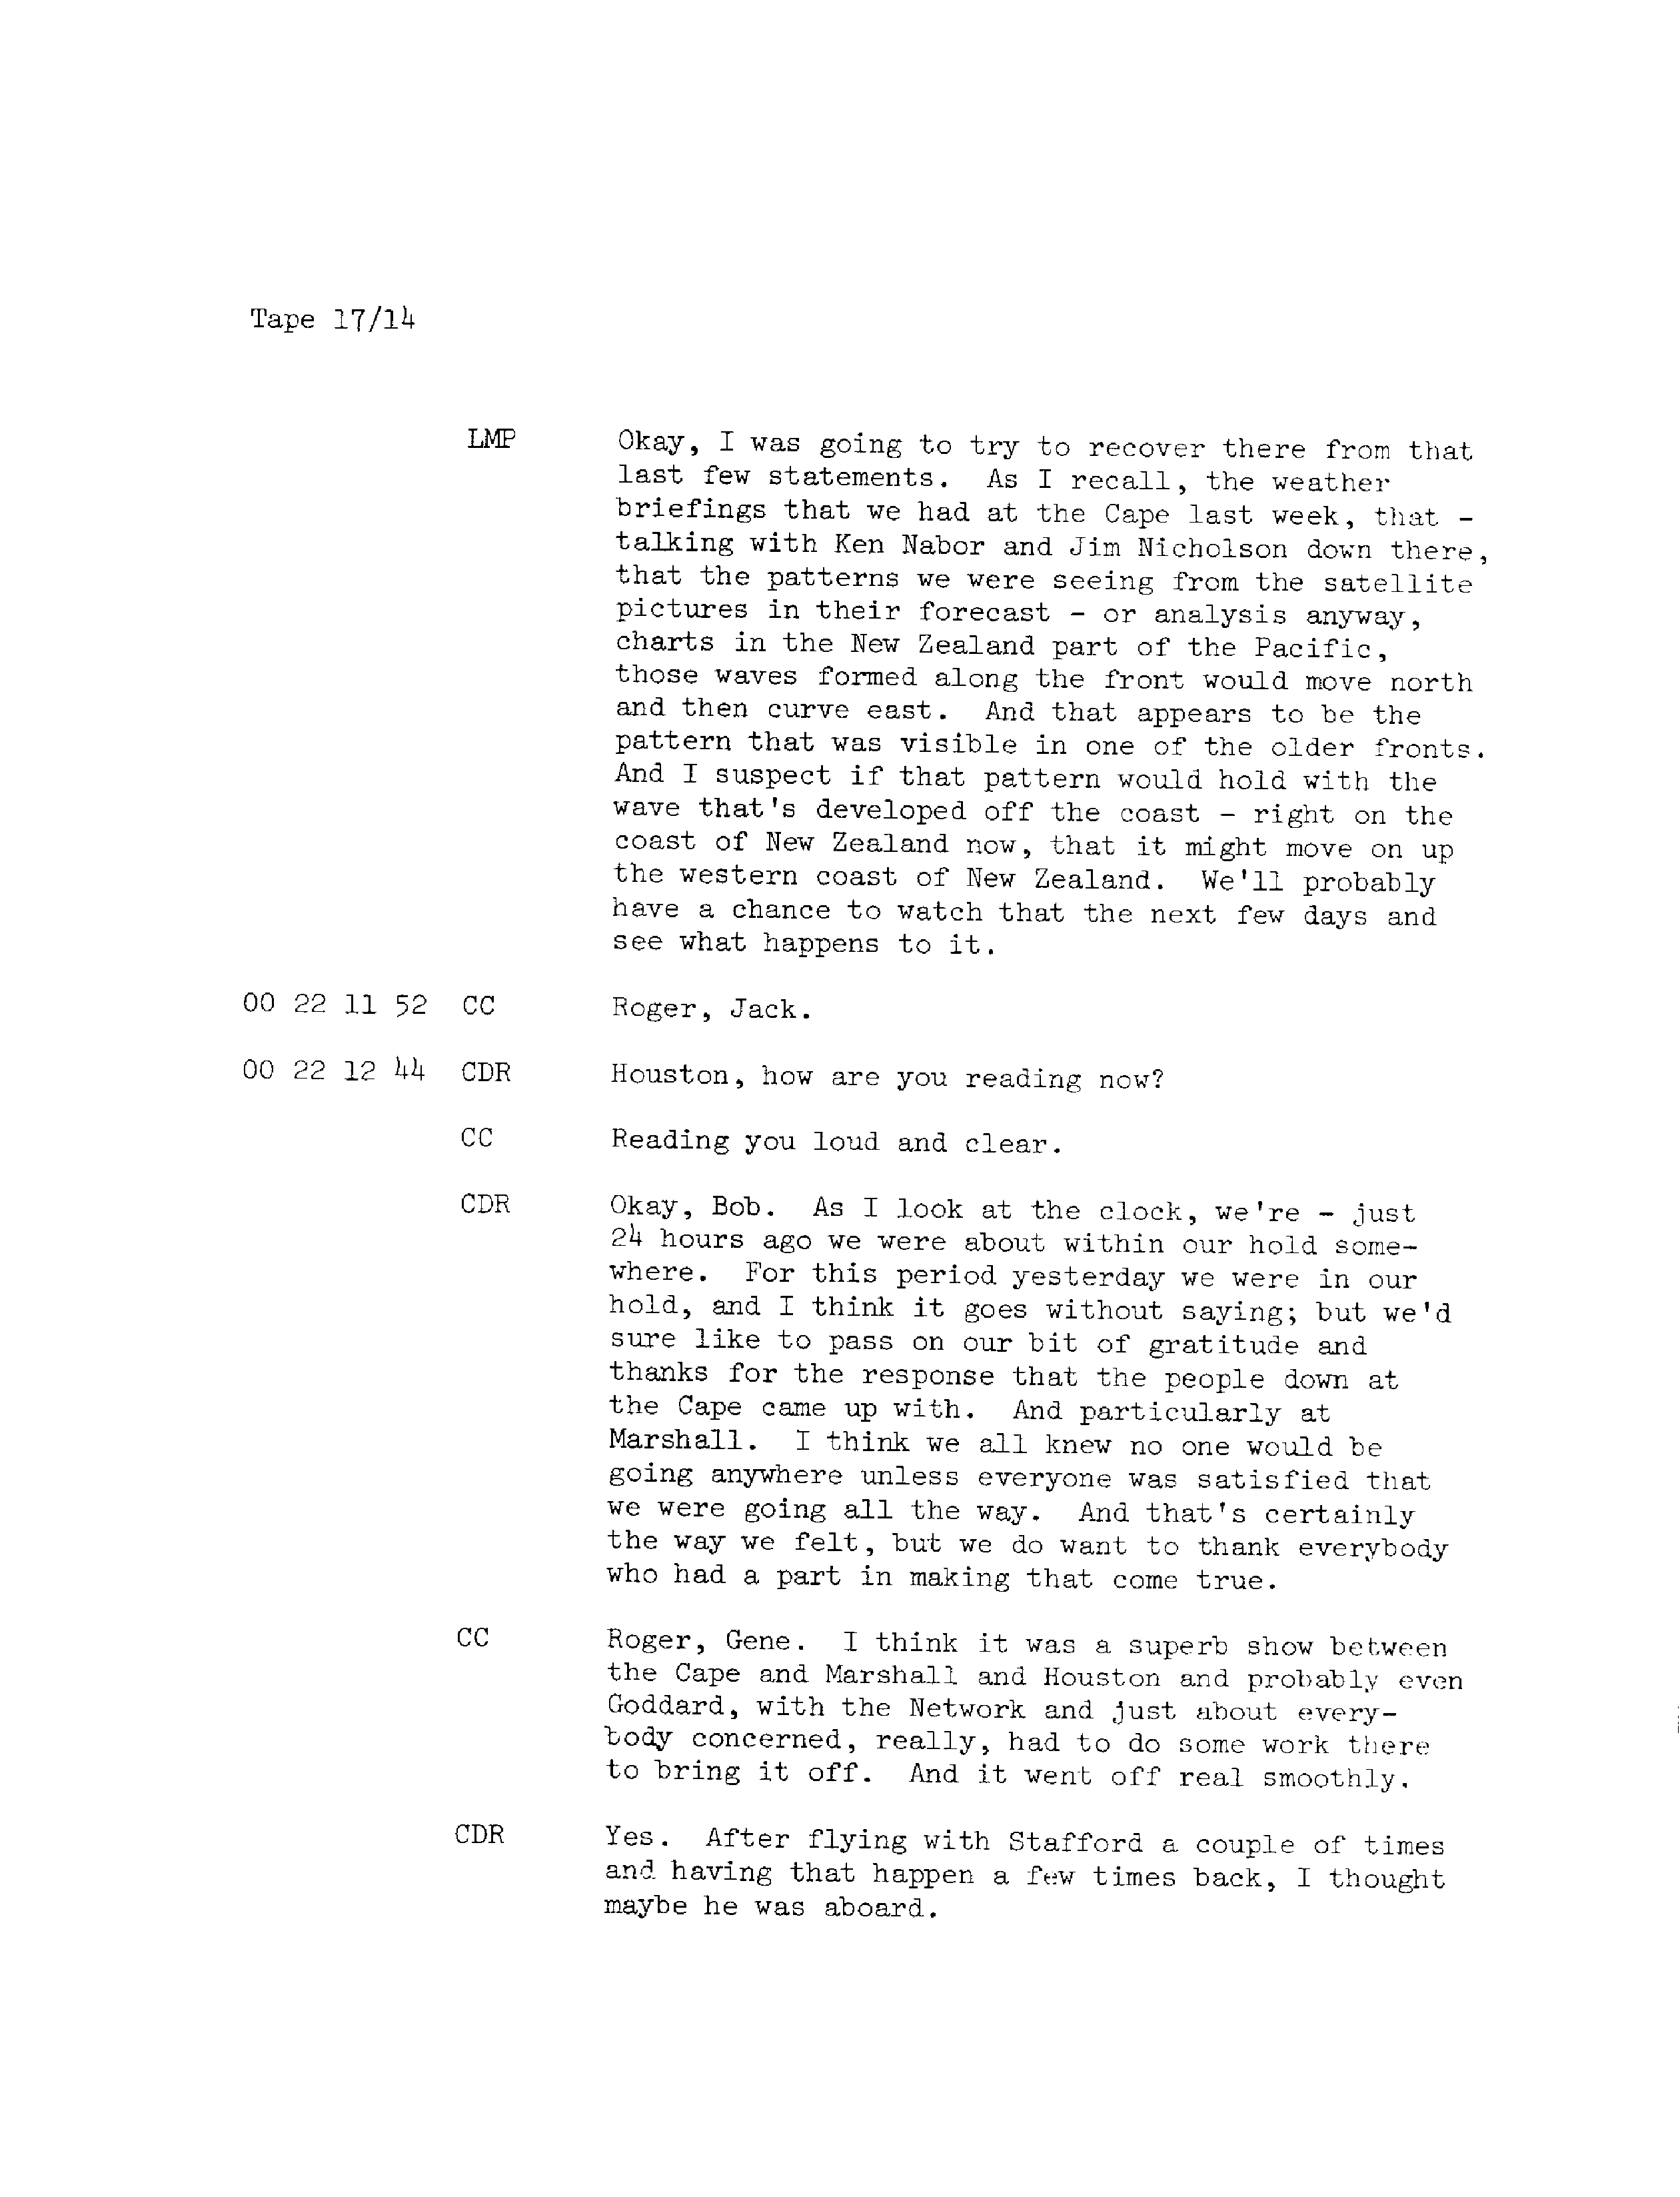 Tape 17/14
LMP Okay, I was going to try to recover there from that
last few statements. As I recall, the weather
briefings that we had at the Cape last week, that -
talking with Ken Nabor and Jim Nicholson down there,
that the patterns we were seeing from the satellite
pictures in their forecast - or analysis anyway,
charts in the New Zealand part of the Pacific,
those waves formed along the front would move north
and then curve east. And that appears to be the
pattern that was visible in one of the older fronts.
And I suspect if that pattern would hold with the
wave that's developed off the coast - right on the
coast of New Zealand now, that it might move on up
the western coast of New Zealand. We'll probably
have a chance to watch that the next few days and
see what happens to it.
00 22 11 52 CC Roger, Jack.
00 22 12 44 CDR Houston, how are you reading now?
CC Reading you loud and clear.
CDR Okay, Bob. As I look at the clock, we're - just
24 hours ago we were about within our hold some-
where. For this period yesterday we were in our
hold, and I think it goes without saying; but we'd
sure like to pass on our bit of gratitude and
thanks for the response that the people down at
the Cape came up with. And particularly at
Marshall. I think we all knew no one would be
going anywhere unless everyone was satisfied that
we were going all the way. And that's certainly
the way we felt, but we do want to thank everybody
who had a part in making that come true.
CC Roger, Gene. I think it was a superb show between
the Cape and Marshall and Houston and probably even
Goddard, with the Network and just about every-
body concerned, really, had to do some work there
to bring it off. And it went off real smoothly.
CDR Yes. After flying with Stafford a couple of times
and having that happen a few times back, I thought
maybe he was aboard.